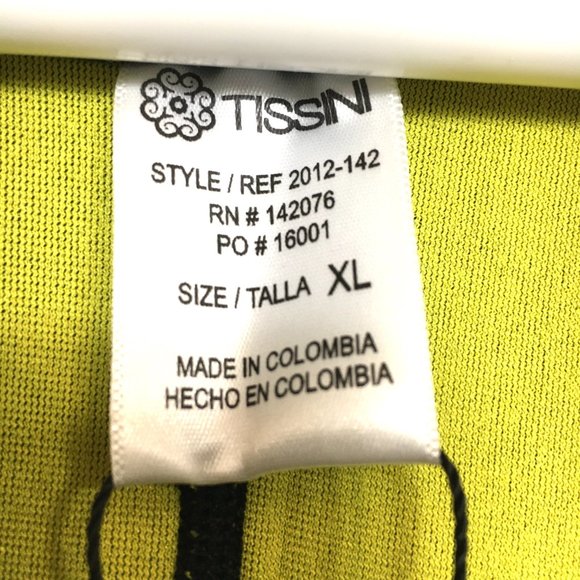 TISSINI
STYLE / REF 2012-142
RN # 142076
PO # 16001
SIZE / TALLA XL
MADE IN COLOMBIA
HECHO EN COLOMBIA